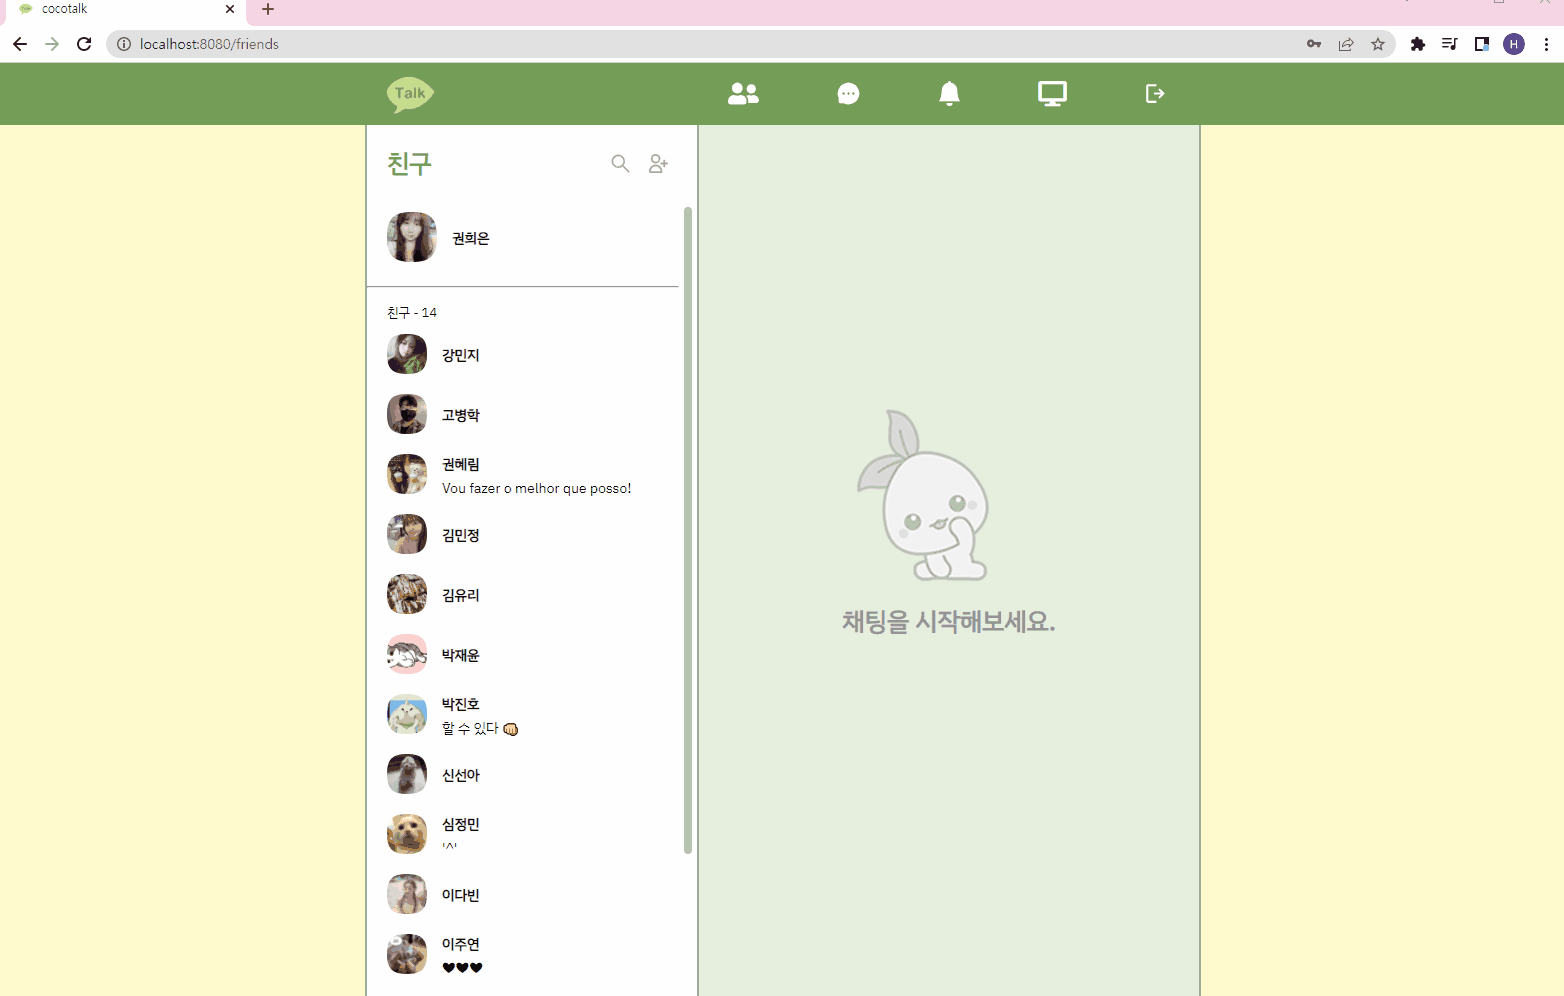 cocotalk
localhost:8080/friends
H
Talk
친구
권희은
친구 - 14
강민지
고병학
권혜림
Vou fazer o melhor que posso!
김민정
김유리
박재윤
박진호
할 수 있다 👊
신선아
심정민
'^'
이다빈
이주연
♥♥♥
채팅을 시작해보세요.